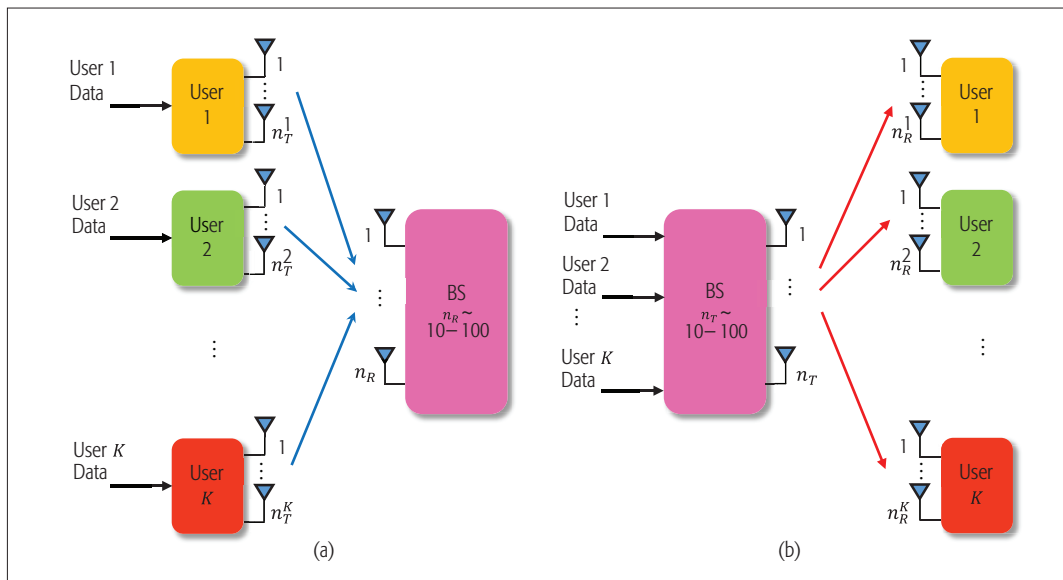 User 1
Data
User
1
1
⋮
n_T^1
User 2
Data
User
2
1
⋮
n_T^2
...
User K
Data
User
K
1
⋮
n_T^K
1
⋮
n_R
BS
n_R ~
10–100
(a)
User 1
Data
User 2
Data
⋮
User K
Data
BS
n_T ~
10–100
1
⋮
n_T
1
⋮
n_R^1
User
1
1
⋮
n_R^2
User
2
⋮
1
⋮
n_R^K
User
K
(b)